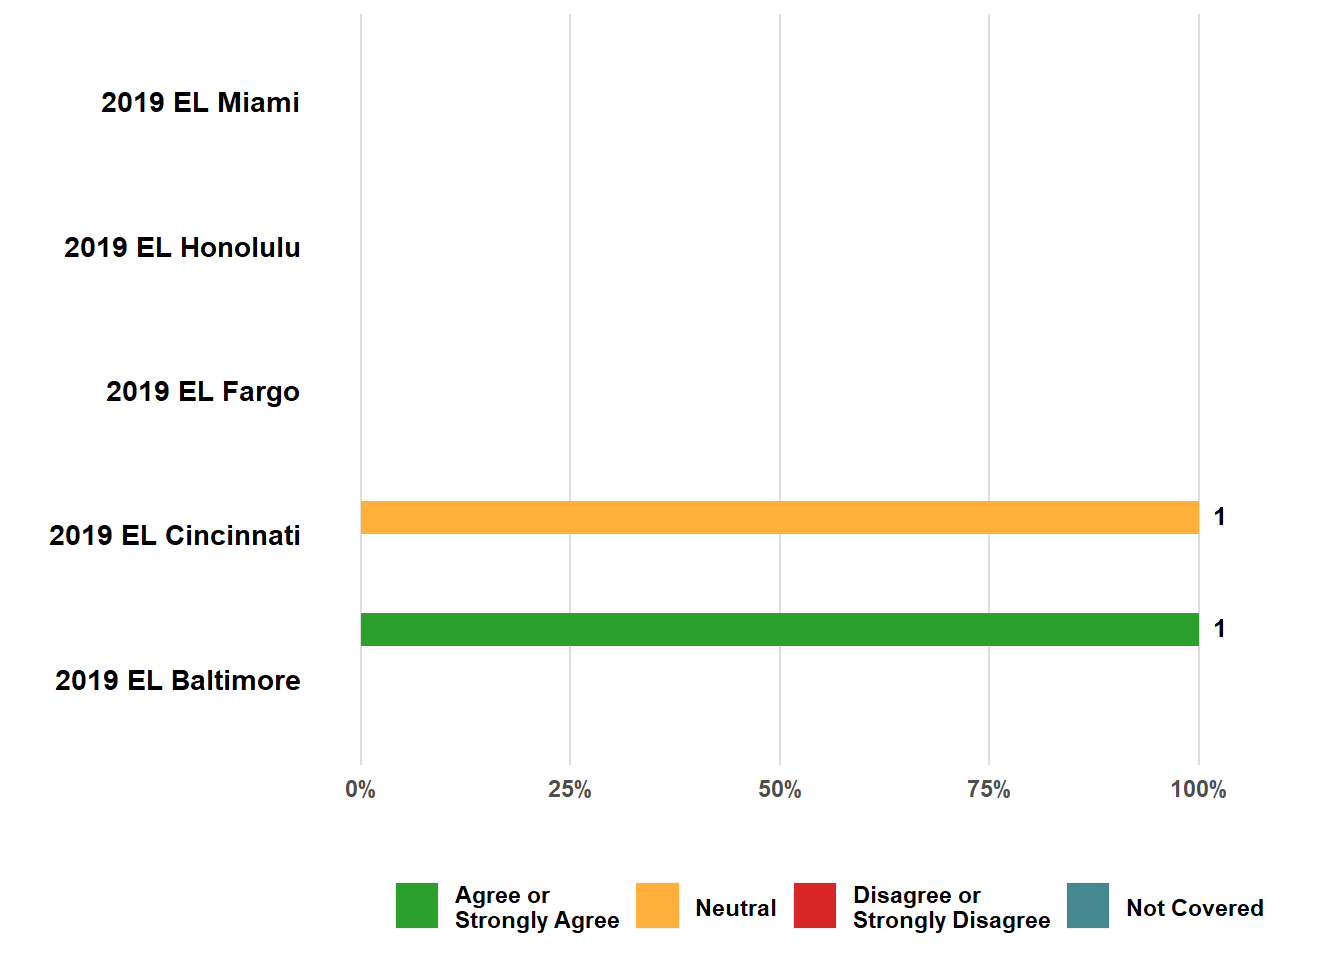 2019 EL Miami
2019 EL Honolulu
2019 EL Fargo
2019 EL Cincinnati
1
1
2019 EL Baltimore
0%
25%
50%
75%
100%
Agree or
Strongly Agree
Neutral
Disagree or
Strongly Disagree
Not Covered